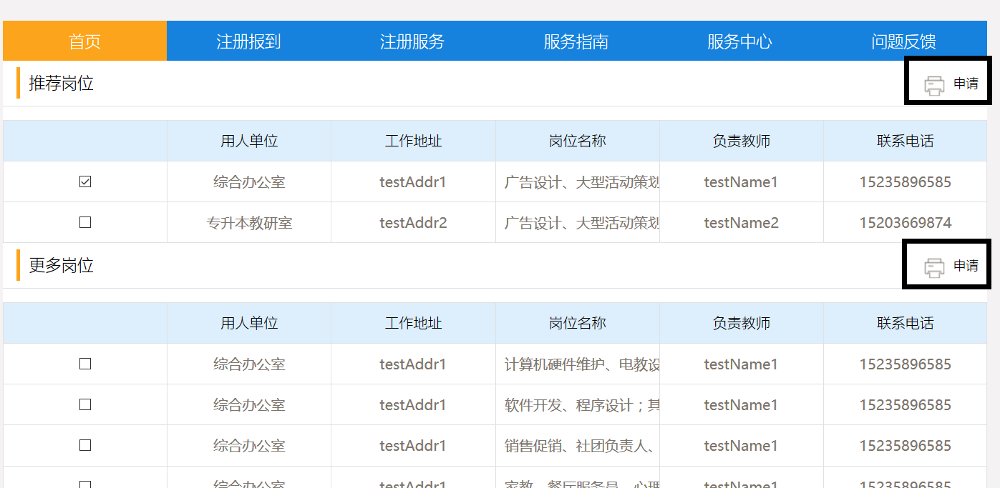 首页 注册报到 注册服务 服务指南 服务中心 问题反馈
推荐岗位 申请
用人单位 工作地址 岗位名称 负责教师 联系电话
综合办公室 testAddr1 广告设计、大型活动策划 testName1 15235896585
专升本教研室 testAddr2 广告设计、大型活动策划 testName2 15203669874
更多岗位 申请
用人单位 工作地址 岗位名称 负责教师 联系电话
综合办公室 testAddr1 计算机硬件维护、电教设 testName1 15235896585
综合办公室 testAddr1 软件开发、程序设计；其 testName1 15235896585
综合办公室 testAddr1 销售促销、社团负责人、 testName1 15235896585
综合办公室 testAddr1 家教、餐厅服务员、心理 testName1 15235896585